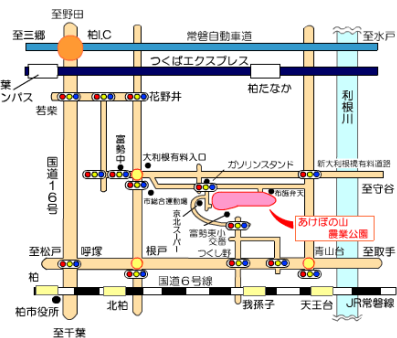 至野田
至三郷
柏I.C
常磐自動車道
至水戸
つくばエクスプレス
葉
ンパス
柏たなか
若柴
花野井
利根川
富勢中
大利根有料入口
ガソリンスタンド
新大利根橋有料道路
国道16号
市総合運動場
布施弁天
至守谷
京北スーパー
富勢東小
交番
あけぼの山
農業公園
至松戸
呼塚
根戸
つくし野
青山台
至取手
国道6号線
柏
北柏
我孫子
天王台
JR常磐線
柏市役所
至千葉